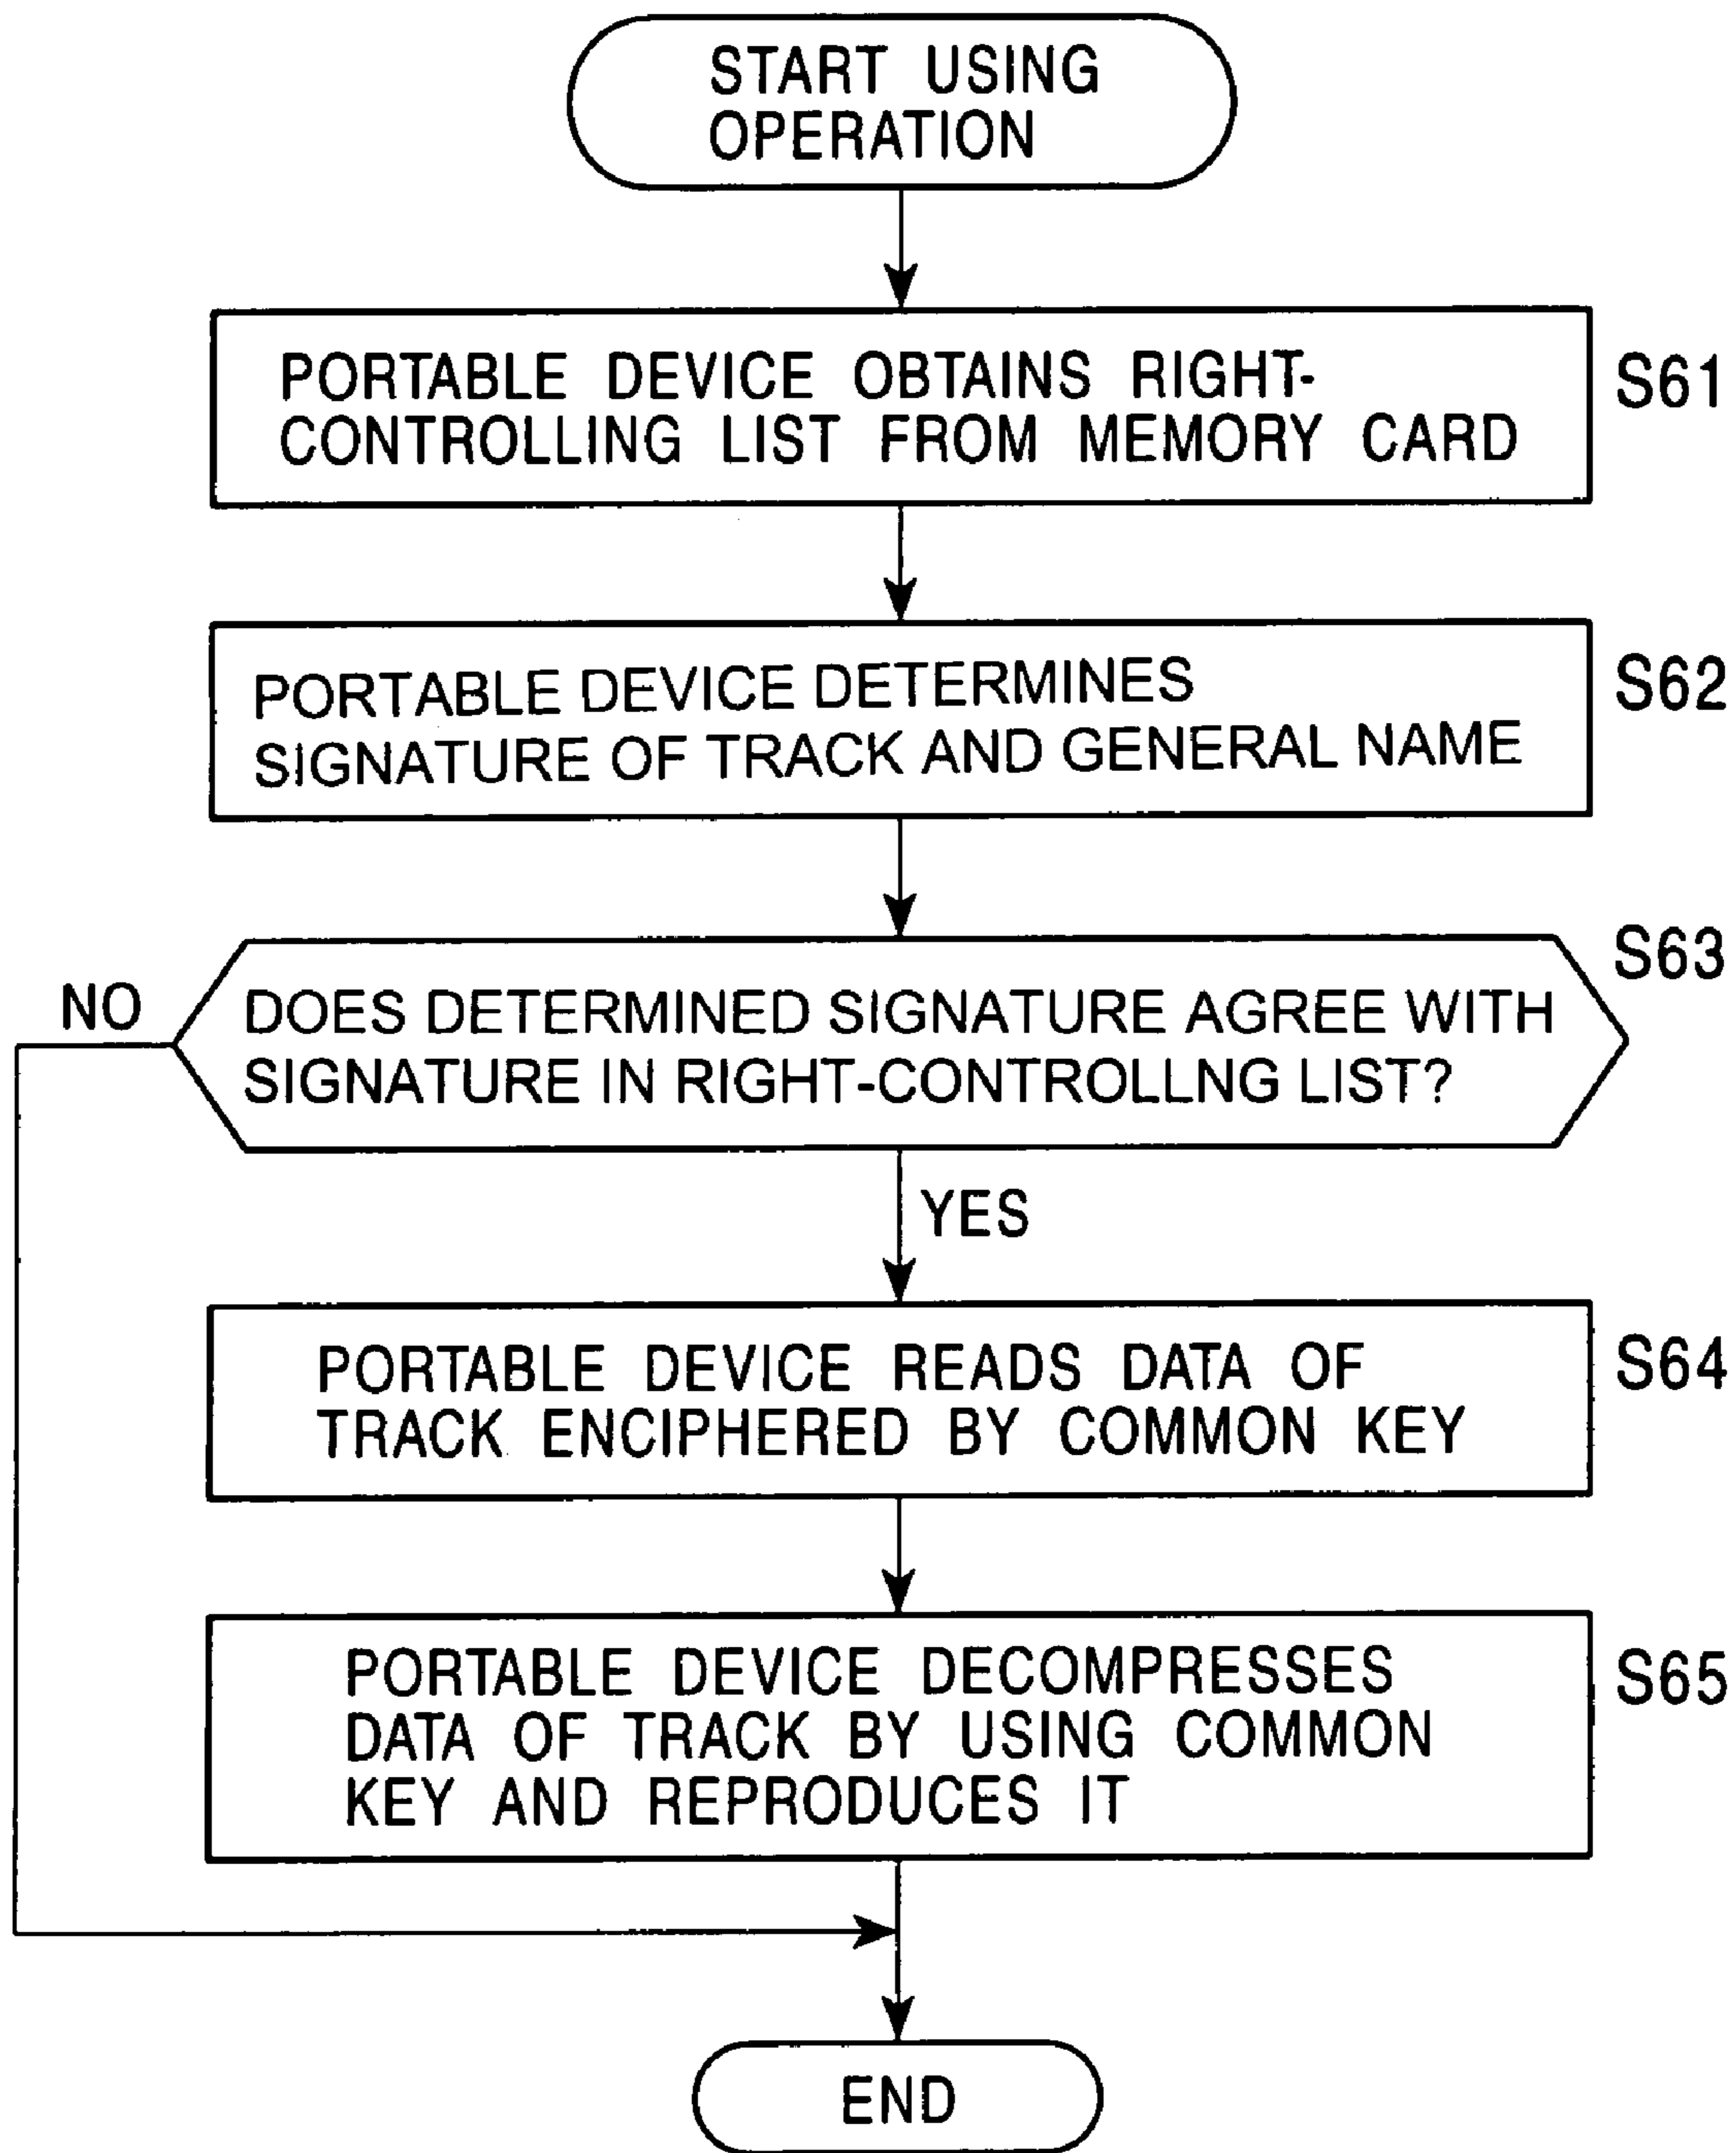 START USING
OPERATION
PORTABLE DEVICE OBTAINS RIGHT-
CONTROLLING LIST FROM MEMORY CARD
S61
PORTABLE DEVICE DETERMINES
SIGNATURE OF TRACK AND GENERAL NAME
S62
S63
NO
DOES DETERMINED SIGNATURE AGREE WITH
SIGNATURE IN RIGHT-CONTROLLNG LIST?
YES
PORTABLE DEVICE READS DATA OF
TRACK ENCIPHERED BY COMMON KEY
S64
PORTABLE DEVICE DECOMPRESSES
DATA OF TRACK BY USING COMMON
KEY AND REPRODUCES IT
S65
END